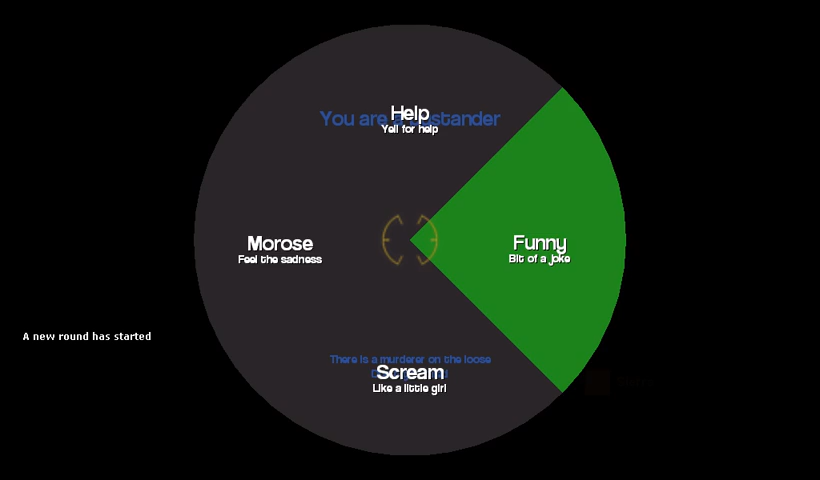 You are a bystander
Help
Yell for help
Morose
Feel the sadness
Funny
Bit of a joke
A new round has started
There is a murderer on the loose
Scream
Like a little girl